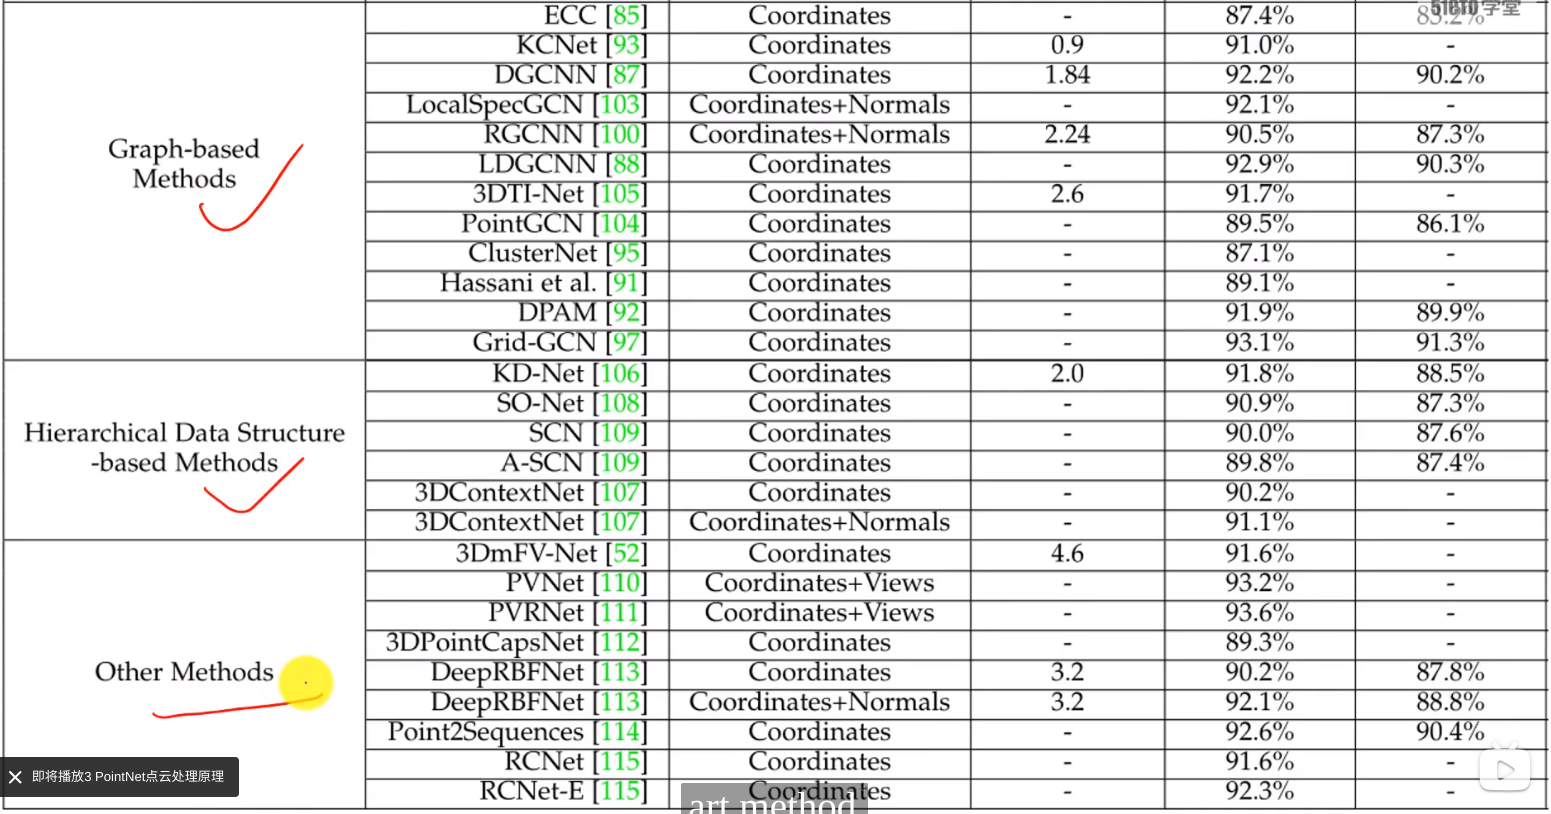 ECC [85] Coordinates - 87.4% 83.2%
51CTO学堂
KCNet [93] Coordinates 0.9 91.0% -
DGCNN [87] Coordinates 1.84 92.2% 90.2%
LocalSpecGCN [103] Coordinates+Normals - 92.1% -
RGCNN [100] Coordinates+Normals 2.24 90.5% 87.3%
Graph-based
Methods
LDGCNN [88] Coordinates - 92.9% 90.3%
3DTI-Net [105] Coordinates 2.6 91.7% -
PointGCN [104] Coordinates - 89.5% 86.1%
ClusterNet [95] Coordinates - 87.1% -
Hassani et al. [91] Coordinates - 89.1% -
DPAM [92] Coordinates - 91.9% 89.9%
Grid-GCN [97] Coordinates - 93.1% 91.3%
KD-Net [106] Coordinates 2.0 91.8% 88.5%
SO-Net [108] Coordinates - 90.9% 87.3%
Hierarchical Data Structure
-based Methods
SCN [109] Coordinates - 90.0% 87.6%
A-SCN [109] Coordinates - 89.8% 87.4%
3DContextNet [107] Coordinates - 90.2% -
3DContextNet [107] Coordinates+Normals - 91.1% -
3DmFV-Net [52] Coordinates 4.6 91.6% -
PVNet [110] Coordinates+Views - 93.2% -
PVRNet [111] Coordinates+Views - 93.6% -
3DPointCapsNet [112] Coordinates - 89.3% -
Other Methods
DeepRBFNet [113] Coordinates 3.2 90.2% 87.8%
DeepRBFNet [113] Coordinates+Normals 3.2 92.1% 88.8%
Point2Sequences [114] Coordinates - 92.6% 90.4%
RCNet [115] Coordinates - 91.6% -
即将播放3 PointNet点云处理原理
RCNet-E [115] Coordinates - 92.3% -
art method